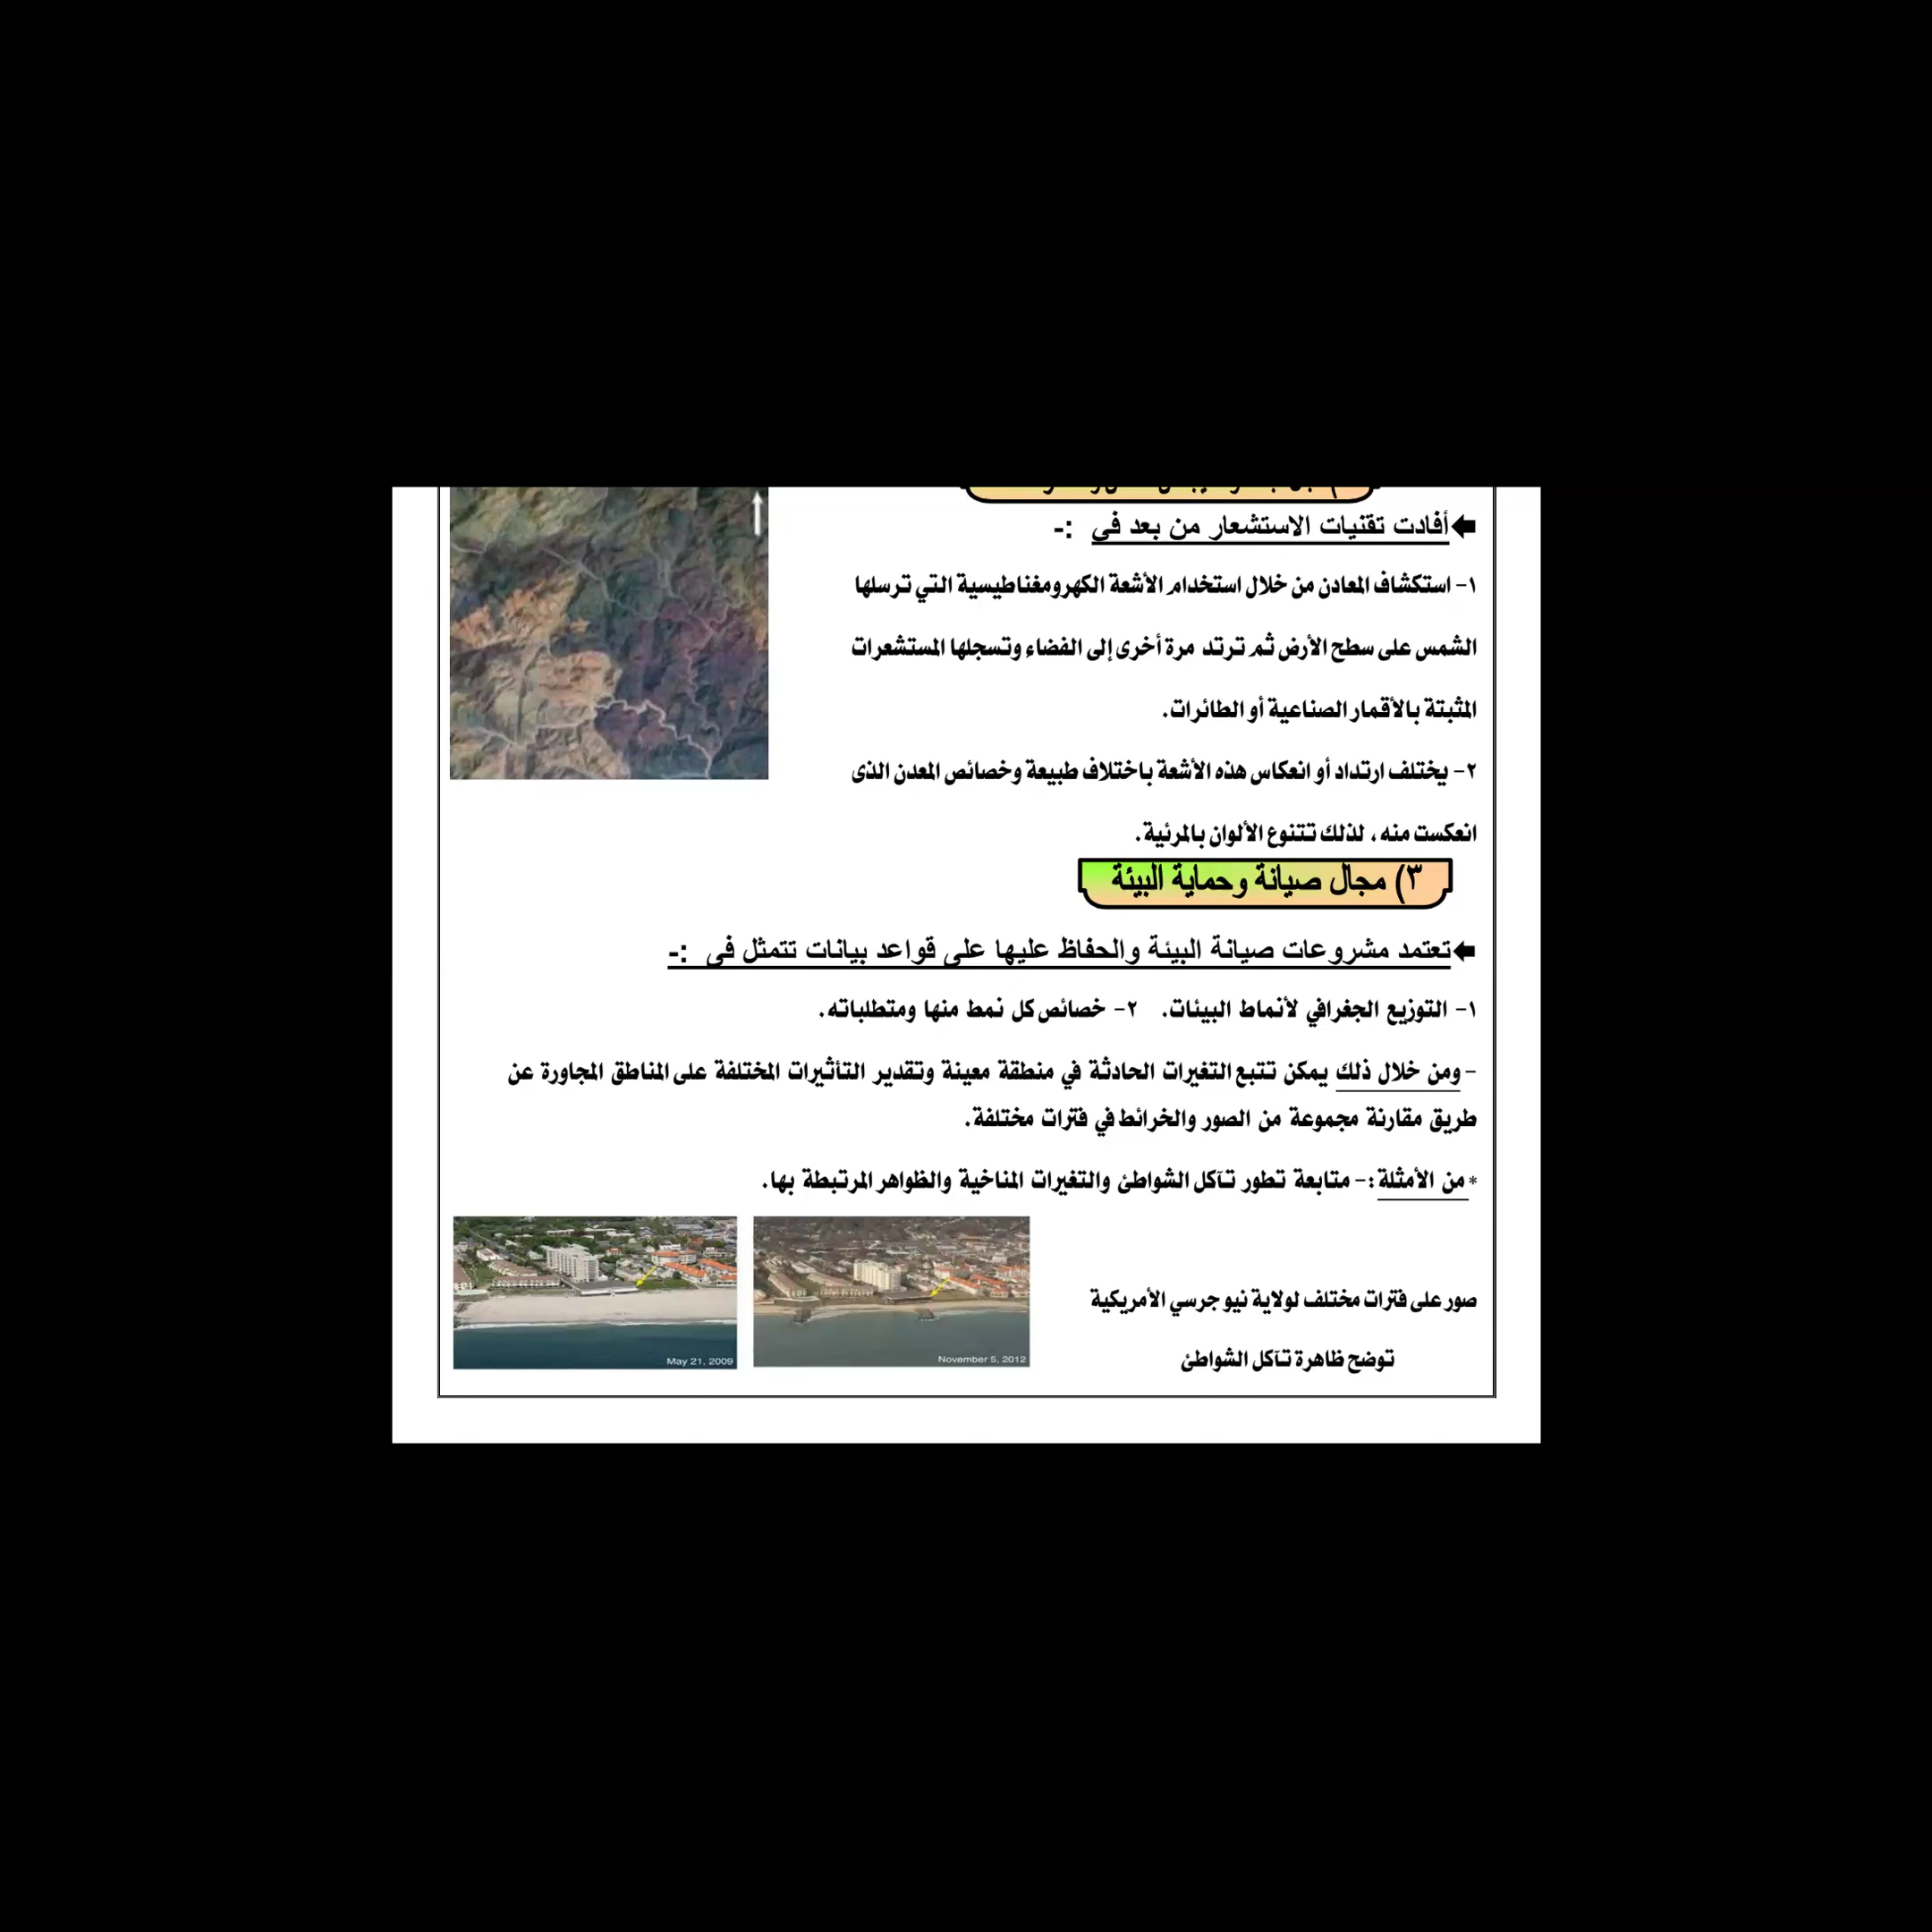 أفادت تقنيات الاستشعار من بعد فى :-
١- استكشاف المعادن من خلال استخدام الأشعة الكهرومغناطيسية التي ترسلها
الشمس على سطح الأرض ثم ترتد مرة أخرى إلى الفضاء وتسجلها المستشعرات
المثبتة بالأقمار الصناعية أو الطائرات.
٢- يختلف ارتداد أو انعكاس هذه الأشعة باختلاف طبيعة وخصائص المعدن الذى
انعكست منه ، لذلك تتنوع الألوان بالمرئية.
٣) مجال صيانة وحماية البيئة
تعتمد مشروعات صيانة البيئة والحفاظ عليها على قواعد بيانات تتمثل فى :-
١- التوزيع الجغرافي لأنماط البيئات. ٢- خصائص كل نمط منها ومتطلباته.
- ومن خلال ذلك يمكن تتبع التغيرات الحادثة في منطقة معينة وتقدير التأثيرات المختلفة على المناطق المجاورة عن
طريق مقارنة مجموعة من الصور والخرائط في فترات مختلفة.
* من الأمثلة :- متابعة تطور تآكل الشواطئ والتغيرات المناخية والظواهر المرتبطة بها.
صور على فترات مختلف لولاية نيو جرسي الأمريكية
توضح ظاهرة تآكل الشواطئ
November 5, 2012
May 21, 2009